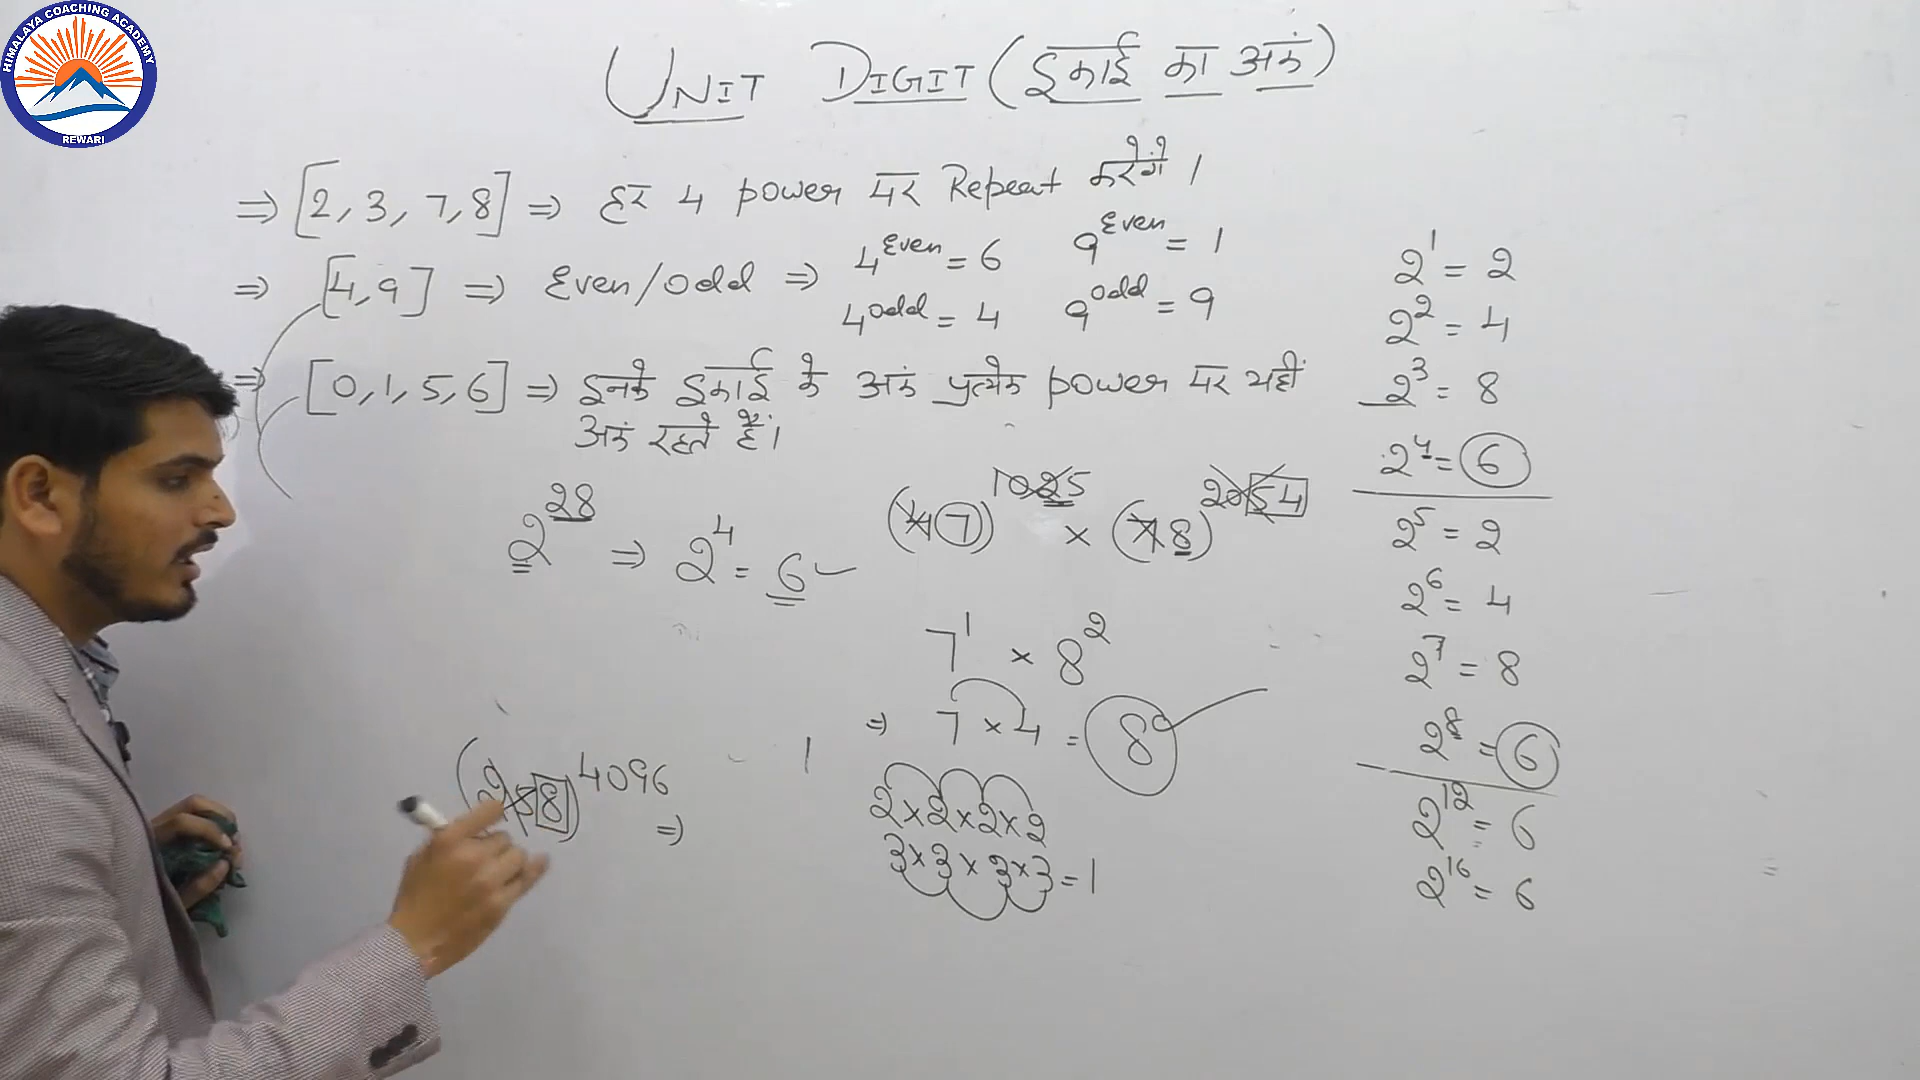 HIMALAYA COACHING ACADEMY
REWARI
UNIT DIGIT (इकाई का अंक)
⇒ [2, 3, 7, 8] ⇒ हर 4 power पर Repeat करेंगे।
⇒ [4, 9] ⇒ Even/Odd ⇒ 4^Even = 6 9^Even = 1
4^Odd = 4 9^Odd = 9
⇒ [0, 1, 5, 6] ⇒ इनके इकाई के अंक प्रत्येक power पर यही
अंक रहते हैं।
2^28 ⇒ 2^4 = 6
(47)^1025 × (78)^2054
7^1 × 8^2
⇒ 7 × 4 = 8
(258)^4096 ⇒
1
2×2×2×2
3×3×3×3=1
2^1 = 2
2^2 = 4
2^3 = 8
2^4 = 6
2^5 = 2
2^6 = 4
2^7 = 8
2^8 = 6
2^12 = 6
2^16 = 6